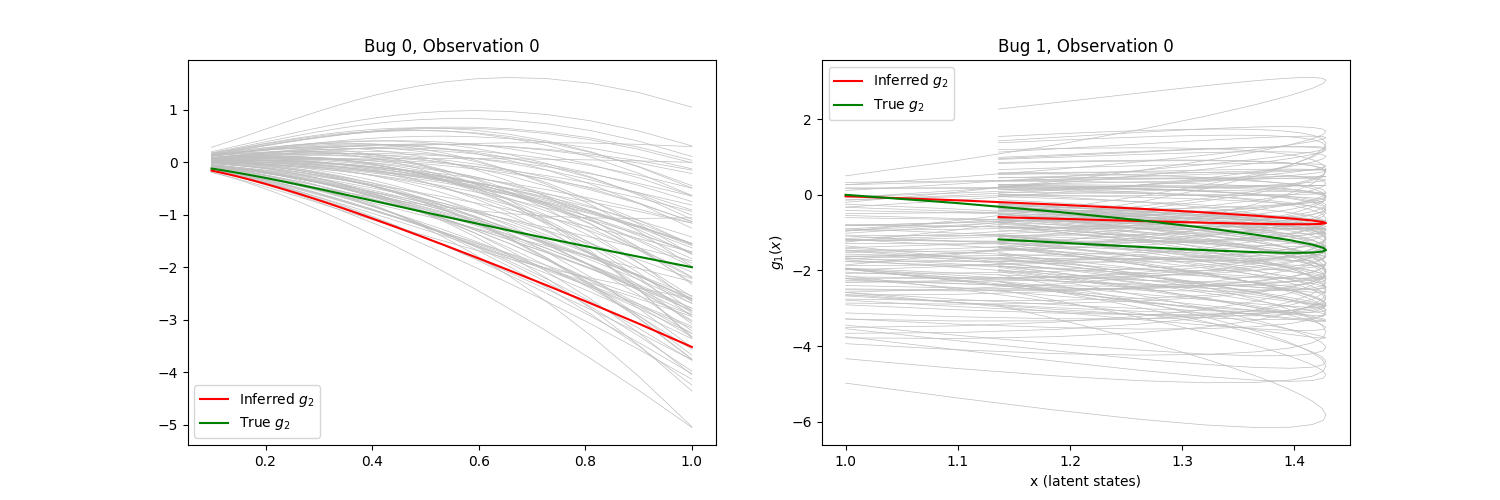 Bug 0, Observation 0
1
0
−1
−2
−3
−4
−5
Inferred g₂
True g₂
0.2 0.4 0.6 0.8 1.0
Bug 1, Observation 0
Inferred g₂
True g₂
2
0
−2
−4
−6
g₁(x)
1.0 1.1 1.2 1.3 1.4
x (latent states)